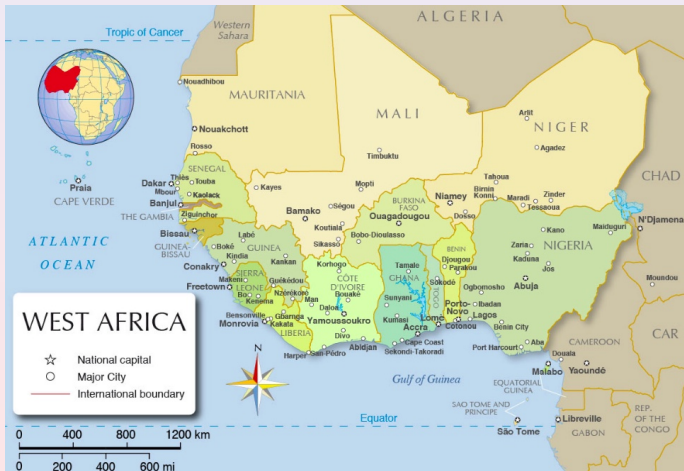 ALGERIA
Western
Sahara
Tropic of Cancer
Nouadhibou
MAURITANIA
MALI
NIGER
Arlit
Nouakchott
Rosso
Timbuktu
Agadez
CHAD
SENEGAL
Praia
CAPE VERDE
Dakar
Thiès
Touba
Mbour
Kaolack
Kayes
Mopti
Tahoua
Birnin
Konni
Maradi
Zinder
Tessaoua
Banjul
THE GAMBIA
Ziguinchor
Ségou
BURKINA
FASO
Niamey
Dosso
N'Djamena
Bamako
Koutiala
Ouagadougou
Sikasso
Bobo-Dioulasso
Kano
Maiduguri
Zaria
Kaduna
Jos
NIGERIA
Bissau
GUINEA-
BISSAU
Labé
GUINEA
Boké
Kindia
Kankan
BENIN
Djougou
Parakou
ATLANTIC
OCEAN
Conakry
Makeni
SIERRA
LEONE
Guékédou
Korhogo
CÔTE
D'IVOIRE
Tamale
GHANA
TOGO
Sokodé
Ogbomosho
Abuja
Moundou
Freetown
Bo
Kenema
Nzérékoré
Man
Bouaké
Sunyani
Porto-
Novo
Ibadan
Bensonville
Gbarnga
Kakata
Daloa
Yamoussoukro
Kumasi
Lomé
Cotonou
Lagos
Monrovia
LIBERIA
Divo
Accra
Cape Coast
Benin City
Harper
San-Pédro
Abidjan
Sekondi-Takoradi
Port Harcourt
Aba
CAMEROON
CAR
Douala
Malabo
Yaoundé
Gulf of Guinea
EQUATORIAL
GUINEA
SAO TOME AND
PRINCIPE
São Tome
Libreville
GABON
REP. OF
THE CONGO
Equator
WEST AFRICA
National capital
Major City
International boundary
N
0 400 800 1200 km
0 200 400 600 mi